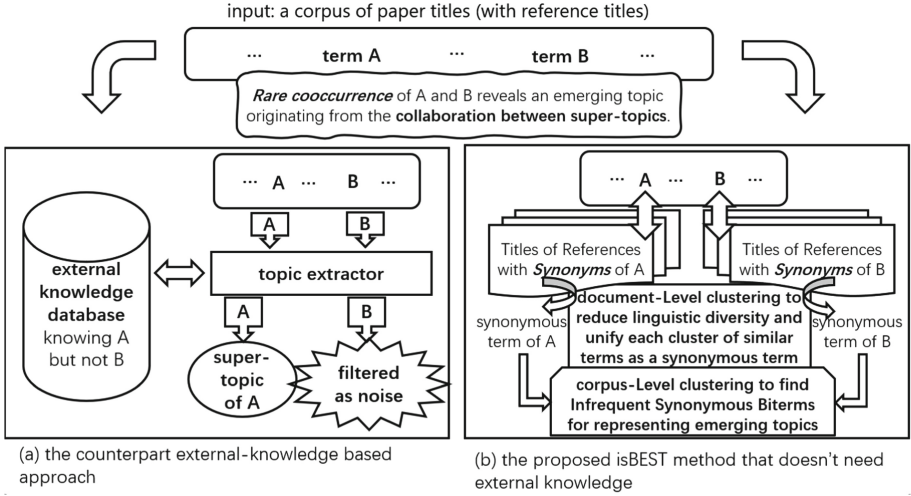 input: a corpus of paper titles (with reference titles)
... term A ... term B ...
Rare cooccurrence of A and B reveals an emerging topic
originating from the collaboration between super-topics.
... A ... B ...
A B
external
knowledge
database
knowing A
but not B
topic extractor
A B
super-
topic
of A
filtered
as noise
(a) the counterpart external-knowledge based
approach
... A ... B ...
Titles of References
with Synonyms of A
Titles of References
with Synonyms of B
synonymous
term of A
document-Level clustering to
reduce linguistic diversity and
unify each cluster of similar
terms as a synonymous term
synonymous
term of B
corpus-Level clustering to find
Infrequent Synonymous Biterms
for representing emerging topics
(b) the proposed isBEST method that doesn't need
external knowledge